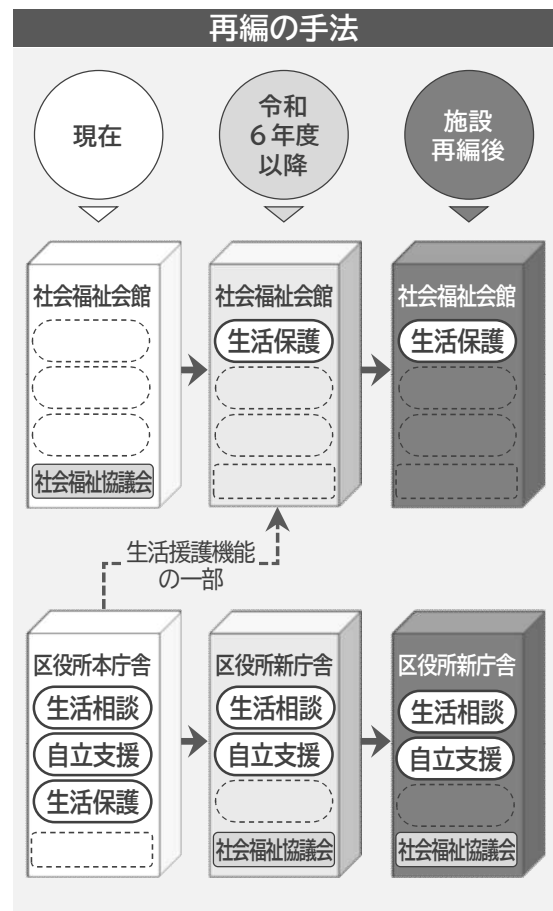 再編の手法
現在
令和
6年度
以降
施設
再編後
社会福祉会館
社会福祉協議会
社会福祉会館
生活保護
社会福祉会館
生活保護
生活援護機能
の一部
区役所本庁舎
生活相談
自立支援
生活保護
区役所新庁舎
生活相談
自立支援
社会福祉協議会
区役所新庁舎
生活相談
自立支援
社会福祉協議会